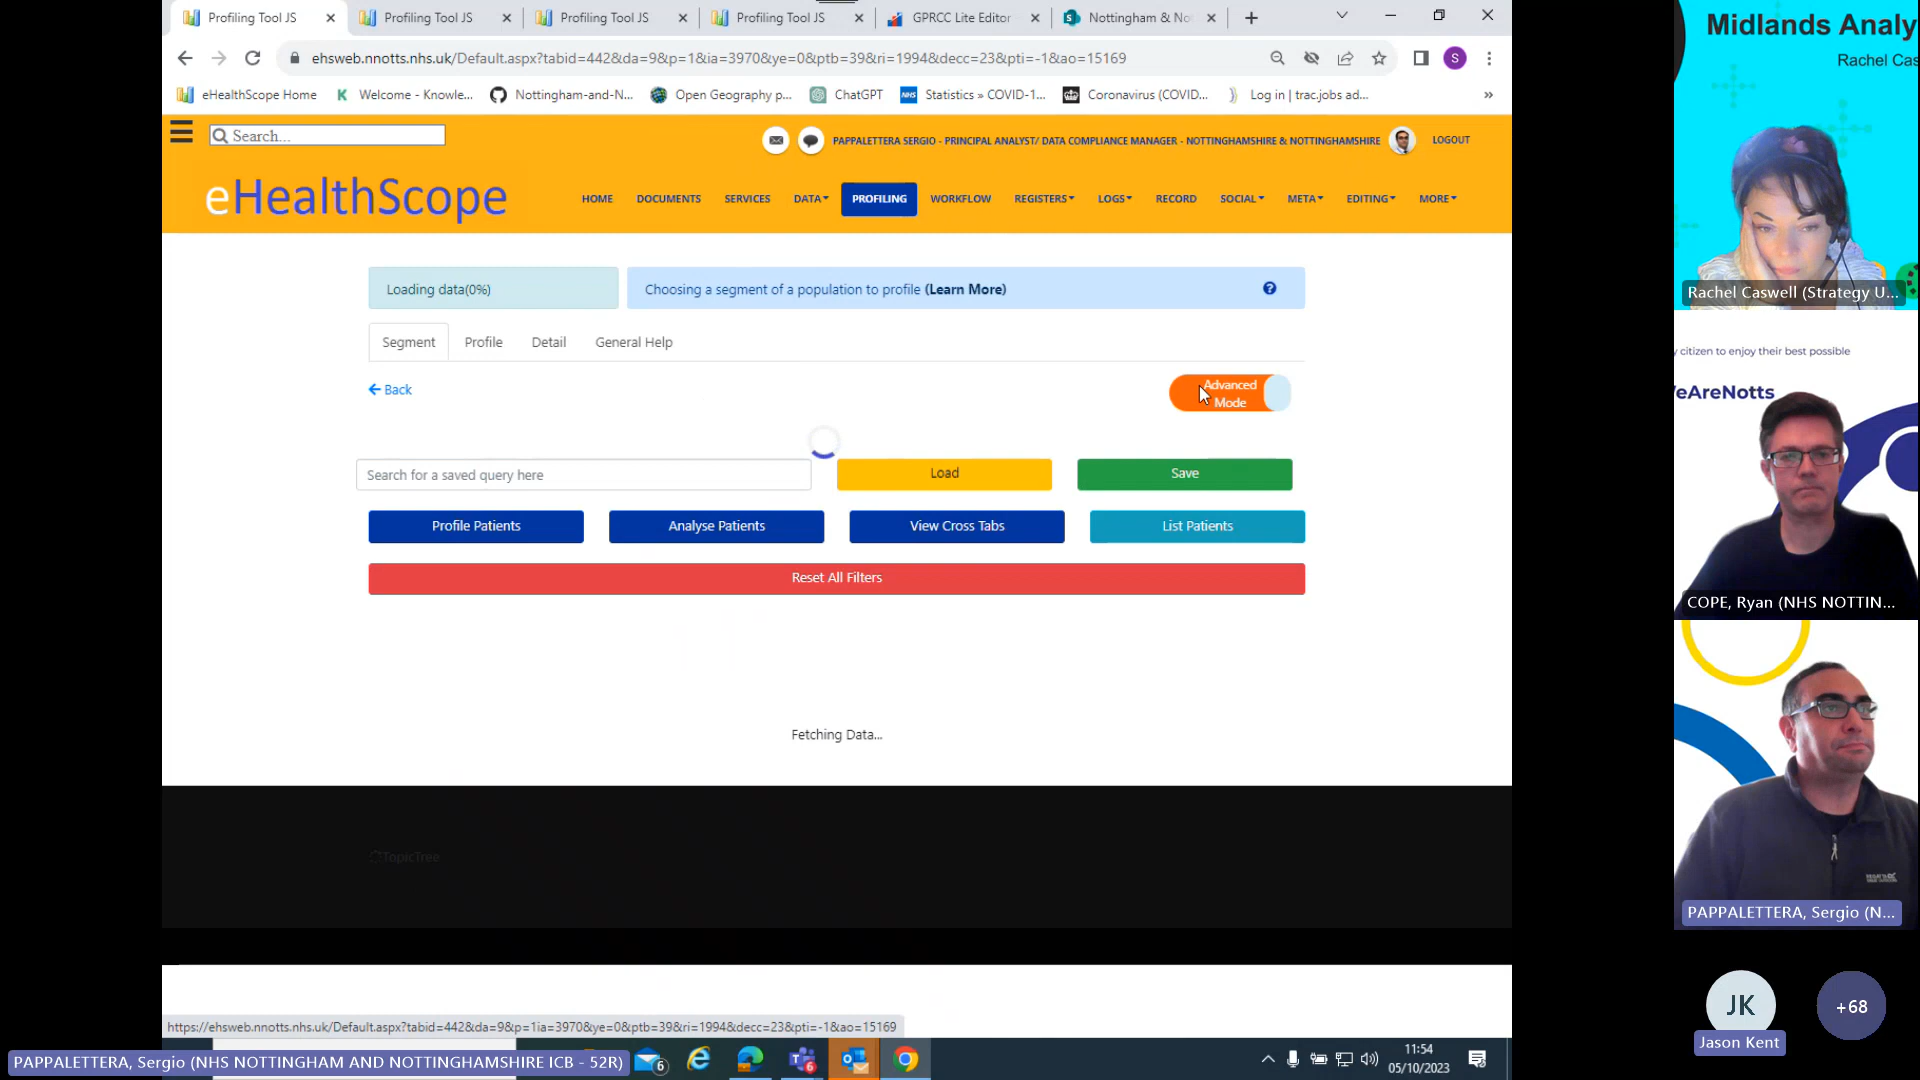 Profiling Tool JS
Profiling Tool JS
Profiling Tool JS
Profiling Tool JS
GPRCC Lite Editor
Nottingham & No
ehsweb.nnotts.nhs.uk/Default.aspx?tabid=442&da=9&p=1&ia=3970&ye=0&ptb=39&ri=1994&decc=23&pti=-1&ao=15169
S
eHealthScope Home
K Welcome - Knowle...
Nottingham-and-N...
Open Geography p...
ChatGPT
NHS Statistics » COVID-1...
Coronavirus (COVID...
Log in | trac.jobs ad...
»
Search...
PAPPALETTERA SERGIO - PRINCIPAL ANALYST/ DATA COMPLIANCE MANAGER - NOTTINGHAMSHIRE & NOTTINGHAMSHIRE
LOGOUT
eHealthScope
HOME
DOCUMENTS
SERVICES
DATA
PROFILING
WORKFLOW
REGISTERS
LOGS
RECORD
SOCIAL
META
EDITING
MORE
Loading data(0%)
Choosing a segment of a population to profile (Learn More)
?
Segment
Profile
Detail
General Help
Back
Advanced
Mode
Search for a saved query here
Load
Save
Profile Patients
Analyse Patients
View Cross Tabs
List Patients
Reset All Filters
Fetching Data...
TopicTree
https://ehsweb.nnotts.nhs.uk/Default.aspx?tabid=442&da=9&p=1ia=3970&ye=0&ptb=39&ri=1994&decc=23&pti=-1&ao=15169
PAPPALETTERA, Sergio (NHS NOTTINGHAM AND NOTTINGHAMSHIRE ICB - 52R)
6
6
11:54
05/10/2023
Midlands Analy
Rachel Cas
Rachel Caswell (Strategy U...
y citizen to enjoy their best possible
eAreNotts
COPE, Ryan (NHS NOTTIN...
PAPPALETTERA, Sergio (N...
JK
Jason Kent
+68